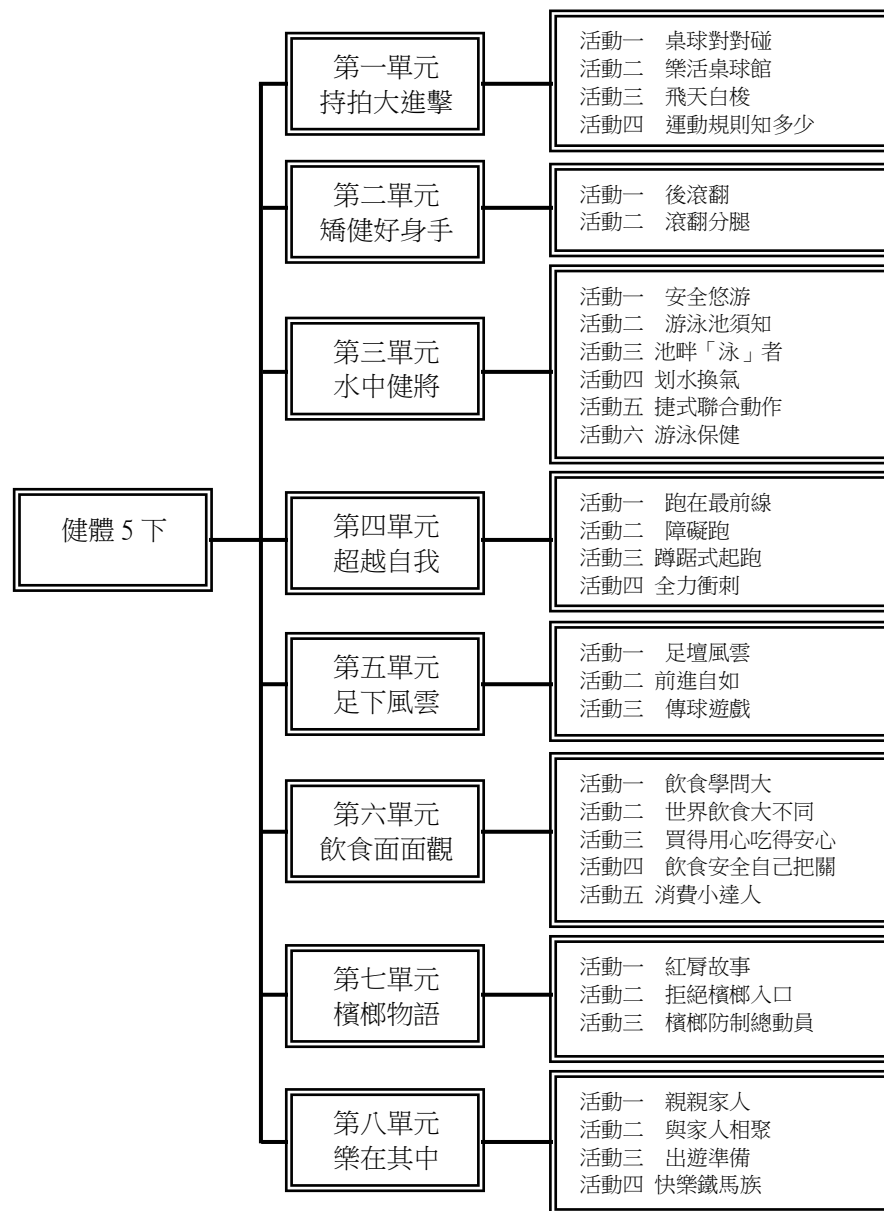 健體 5 下
第一單元
持拍大進擊
活動一　桌球對對碰
活動二　樂活桌球館
活動三　飛天白梭
活動四　運動規則知多少
第二單元
矯健好身手
活動一　後滾翻
活動二　滾翻分腿
第三單元
水中健將
活動一　安全悠游
活動二　游泳池須知
活動三 池畔「泳」者
活動四 划水換氣
活動五 捷式聯合動作
活動六 游泳保健
第四單元
超越自我
活動一　跑在最前線
活動二　障礙跑
活動三 蹲踞式起跑
活動四 全力衝刺
第五單元
足下風雲
活動一　足壇風雲
活動二 前進自如
活動三　傳球遊戲
第六單元
飲食面面觀
活動一　飲食學問大
活動二　世界飲食大不同
活動三　買得用心吃得安心
活動四　飲食安全自己把關
活動五 消費小達人
第七單元
檳榔物語
活動一　紅脣故事
活動二　拒絕檳榔入口
活動三　檳榔防制總動員
第八單元
樂在其中
活動一　親親家人
活動二　與家人相聚
活動三　出遊準備
活動四 快樂鐵馬族